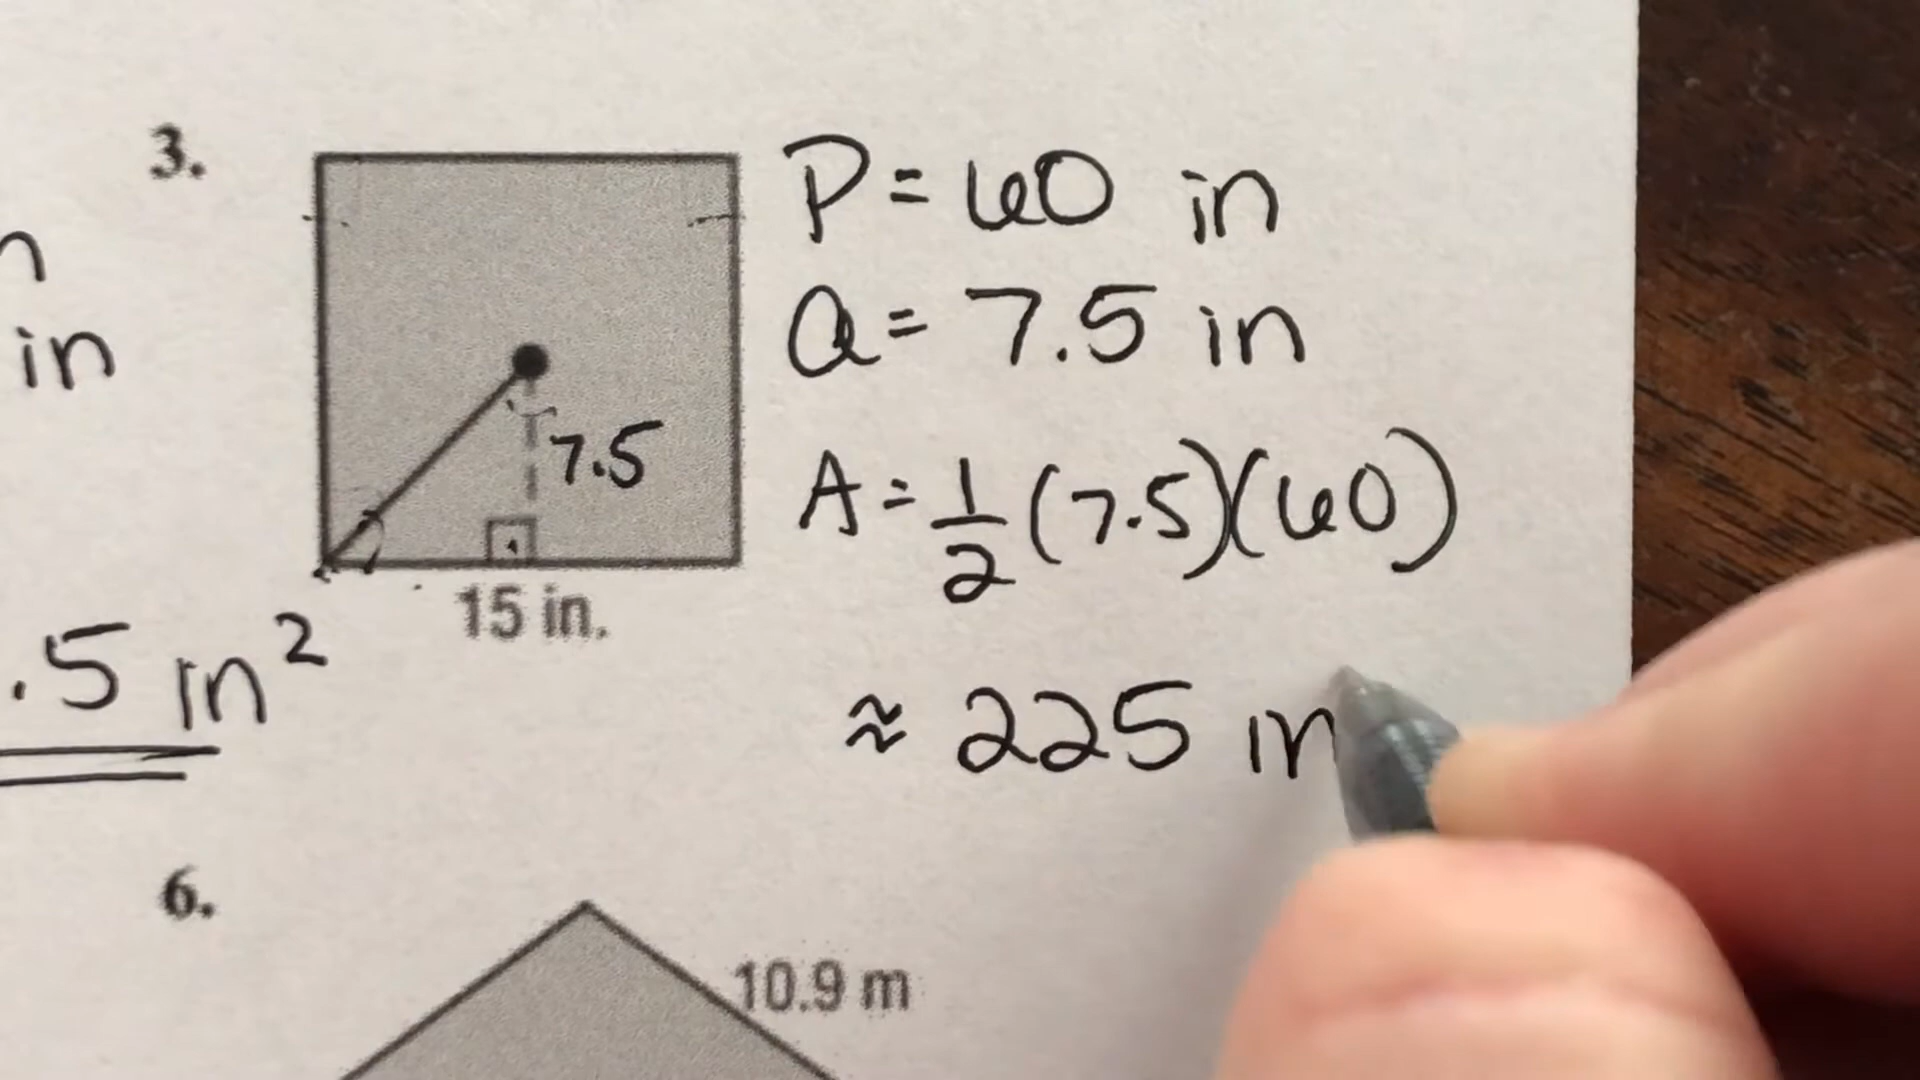 3.
P = 60 in
a = 7.5 in
n
in
7.5
A = 1/2 (7.5)(60)
15 in.
.5 in²
≈ 225 in
6.
10.9 m